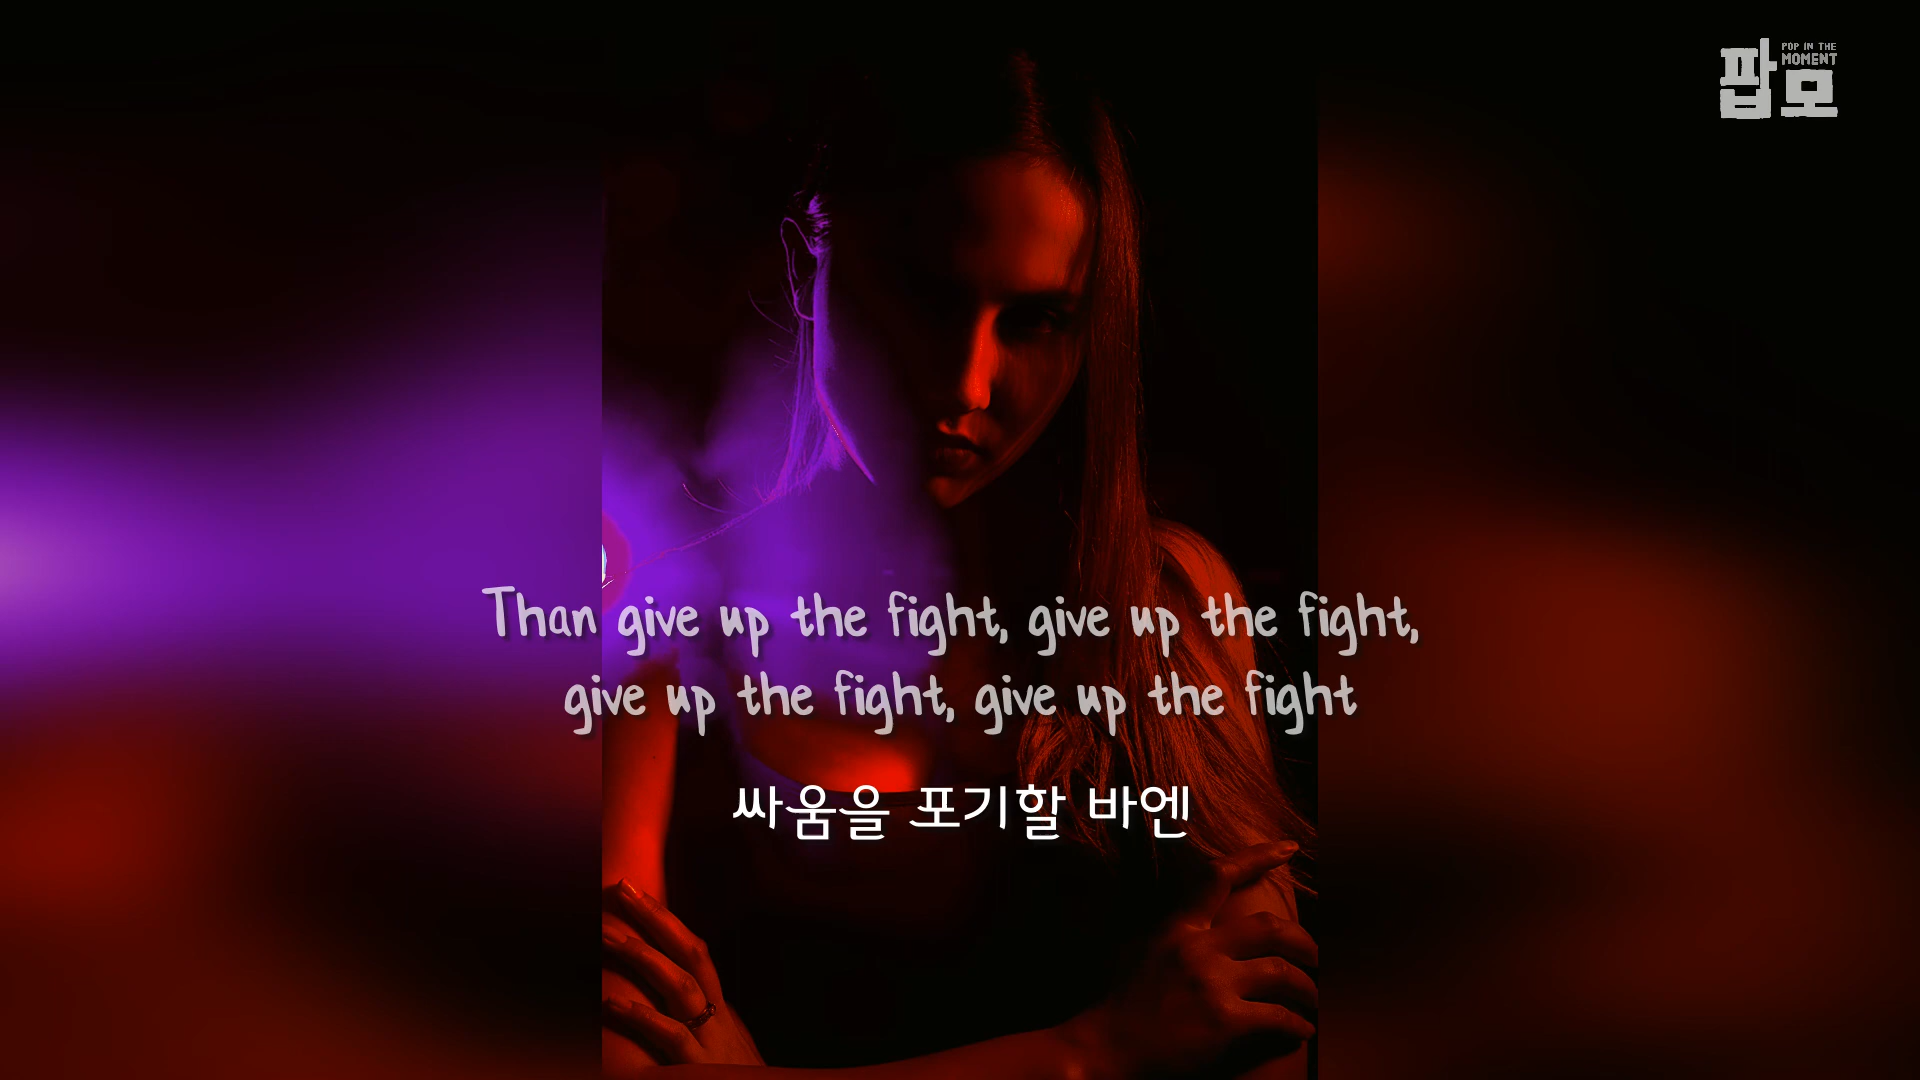 팝모
POP IN THE
MOMENT
Than give up the fight, give up the fight,
give up the fight, give up the fight
싸움을 포기할 바엔